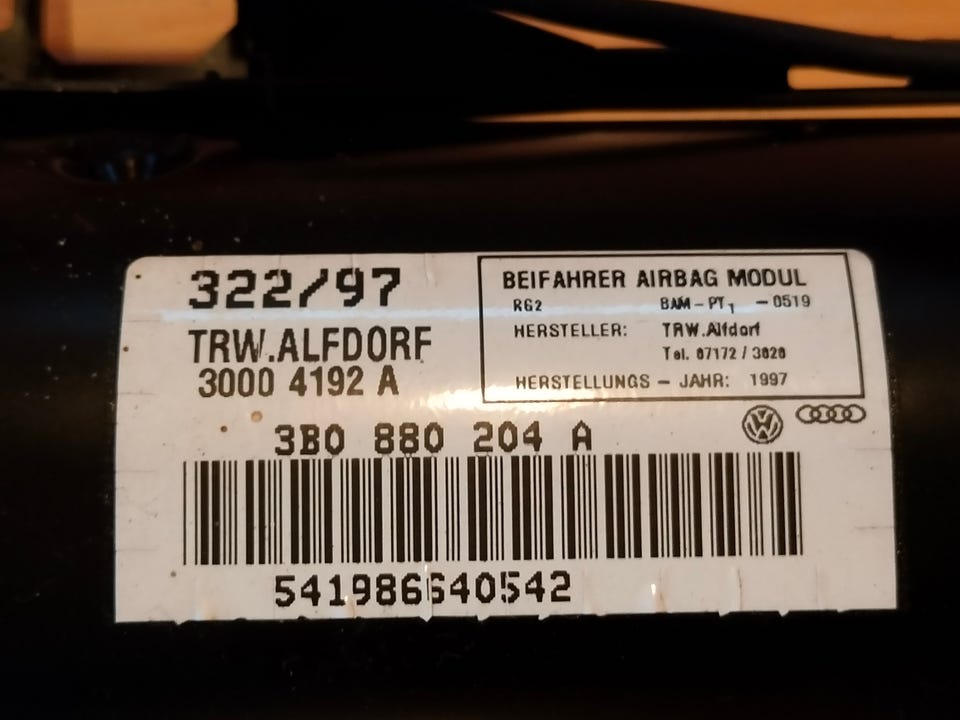 322/97
TRW.ALFDORF
3000 4192 A
BEIFAHRER AIRBAG MODUL
RG2 BAM-PT1 -0519
HERSTELLER: TRW.Alfdorf
Tel. 07172/3020
HERSTELLUNGS - JAHR: 1997
3B0 880 204 A
541986640542